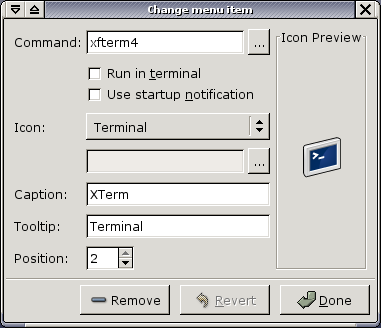 Change menu item
Command: xfterm4 ...
Icon Preview
Run in terminal
Use startup notification
Icon: Terminal
...
Caption: XTerm
Tooltip: Terminal
Position: 2
Remove Revert Done